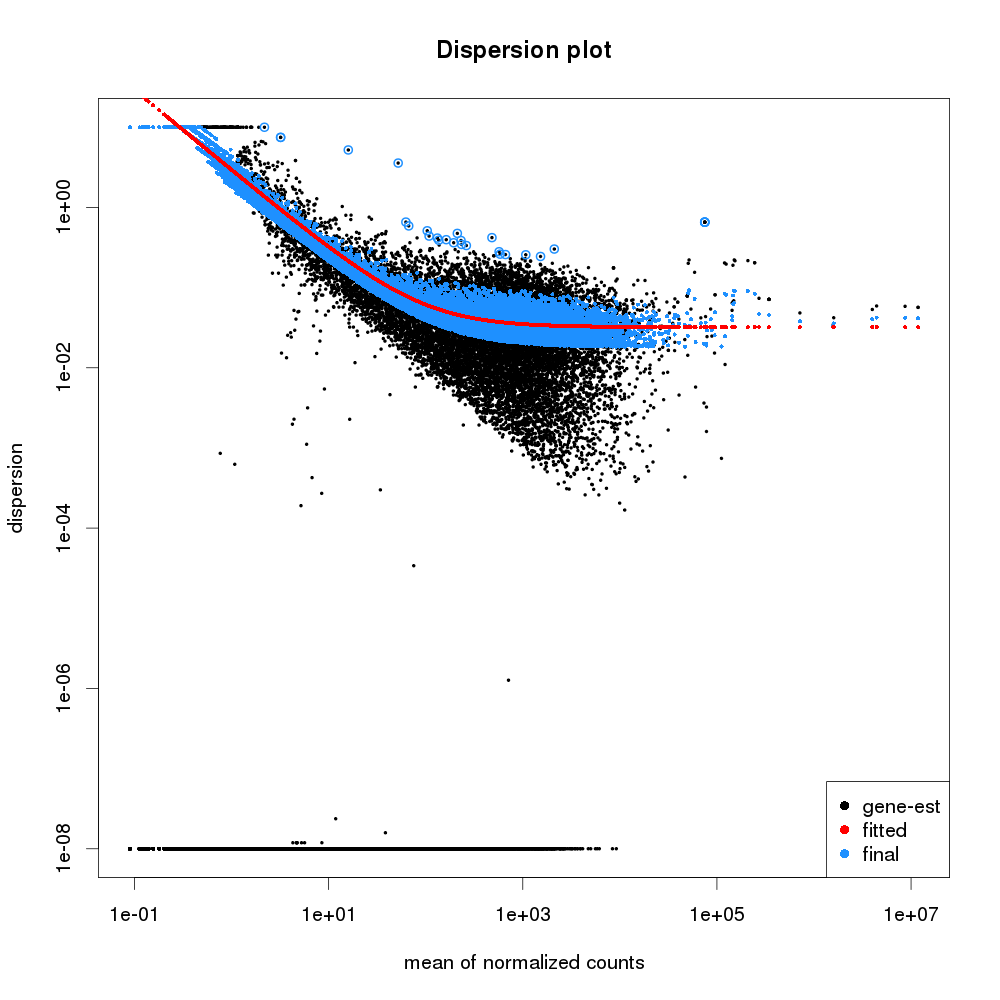 Dispersion plot
dispersion
1e+00
1e-02
1e-04
1e-06
1e-08
gene-est
fitted
final
1e-01 1e+01 1e+03 1e+05 1e+07
mean of normalized counts